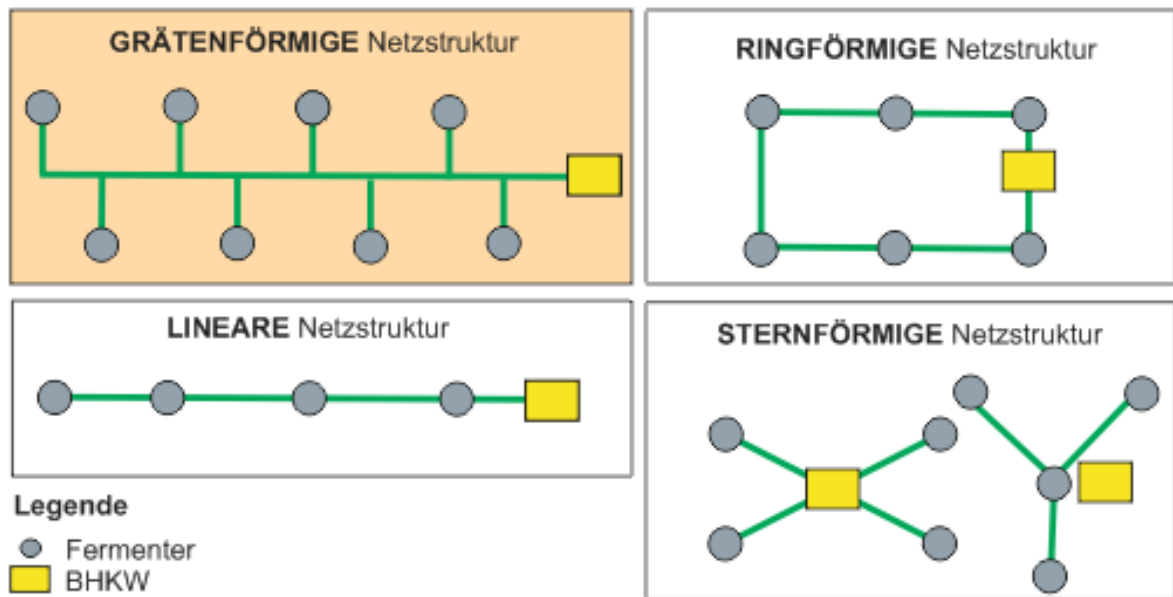 GRÄTENFÖRMIGE Netzstruktur
RINGFÖRMIGE Netzstruktur
LINEARE Netzstruktur
STERNFÖRMIGE Netzstruktur
Legende
Fermenter
BHKW